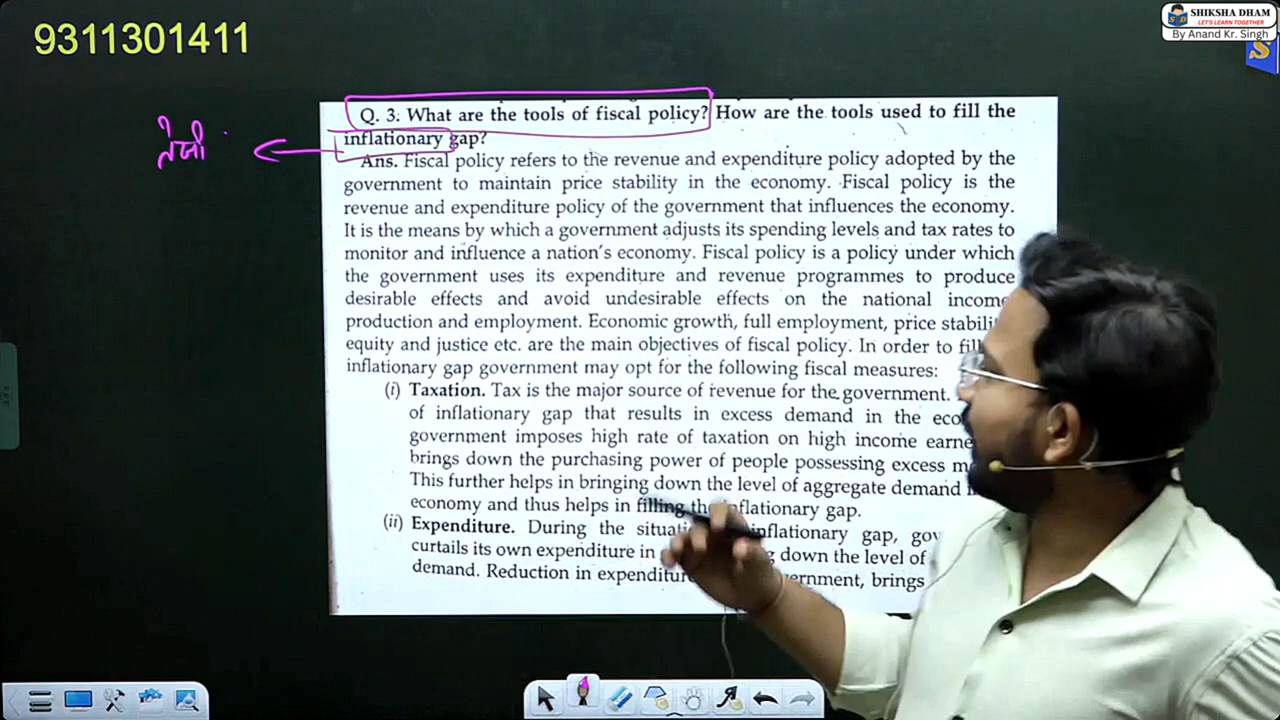 9311301411
SHIKSHA DHAM
LET'S LEARN TOGETHER
By Anand Kr. Singh
S
तेजी
Q. 3. What are the tools of fiscal policy? How are the tools used to fill the
inflationary gap?
Ans. Fiscal policy refers to the revenue and expenditure policy adopted by the
government to maintain price stability in the economy. Fiscal policy is the
revenue and expenditure policy of the government that influences the economy.
It is the means by which a government adjusts its spending levels and tax rates to
monitor and influence a nation's economy. Fiscal policy is a policy under which
the government uses its expenditure and revenue programmes to produce
desirable effects and avoid undesirable effects on the national income
production and employment. Economic growth, full employment, price
equity and justice etc. are the main objectives of fiscal policy. In order to
inflationary gap government may opt for the following fiscal measures:
(i) Taxation. Tax is the major source of revenue for the government.
of inflationary gap that results in excess demand in the
government imposes high rate of taxation on high income
brings down the purchasing power of people possessing excess
This further helps in bringing down the level of aggregate demand
economy and thus helps in filling the inflationary gap.
(ii) Expenditure. During the inflationary gap,
curtails its own expenditure in down the level of
demand. Reduction in brings